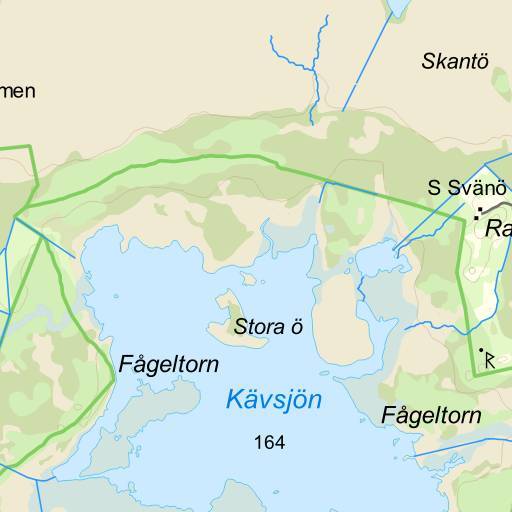 Skantö
men
S Svänö
Ra
Stora ö
R
Fågeltorn
Kävsjön
Fågeltorn
164